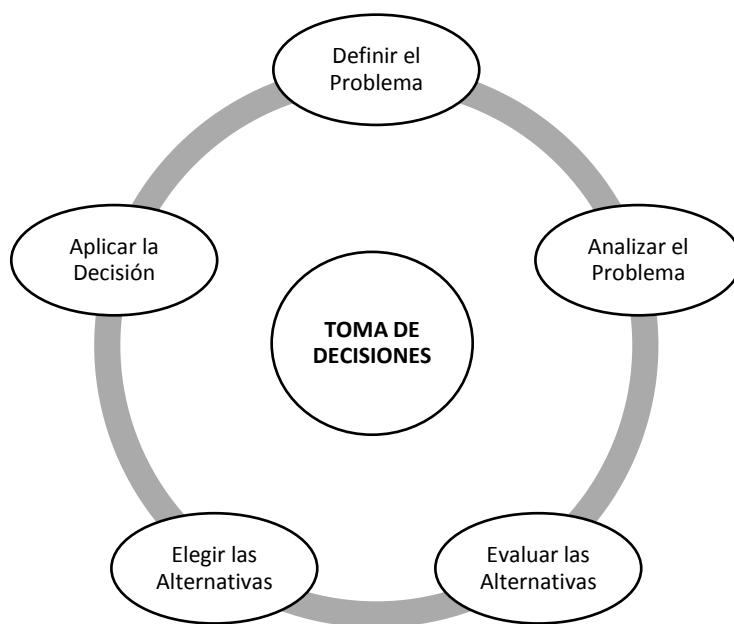 Definir el
Problema
Analizar el
Problema
Evaluar las
Alternativas
Elegir las
Alternativas
Aplicar la
Decisión
TOMA DE
DECISIONES